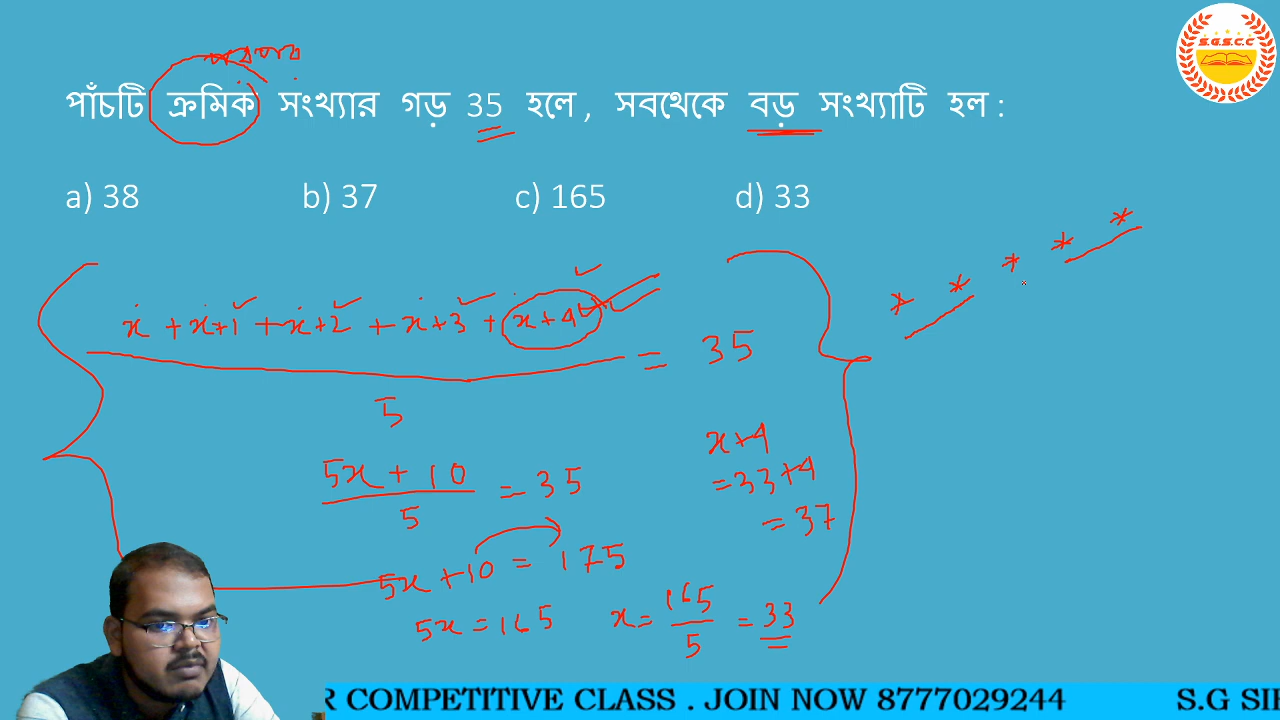 S.G.S.C.C
পাঁচটি ক্রমিক সংখ্যার গড় 35 হলে , সবথেকে বড় সংখ্যাটি হল :
a) 38 b) 37 c) 165 d) 33
* * * * *
x + x+1 + x+2 + x+3 + x+4
= 35
5
5x + 10
= 35
5
5x + 10 = 175
5x = 165
x = 165
= 33
5
x+4
= 33+4
= 37
R COMPETITIVE CLASS . JOIN NOW 8777029244 S.G SI